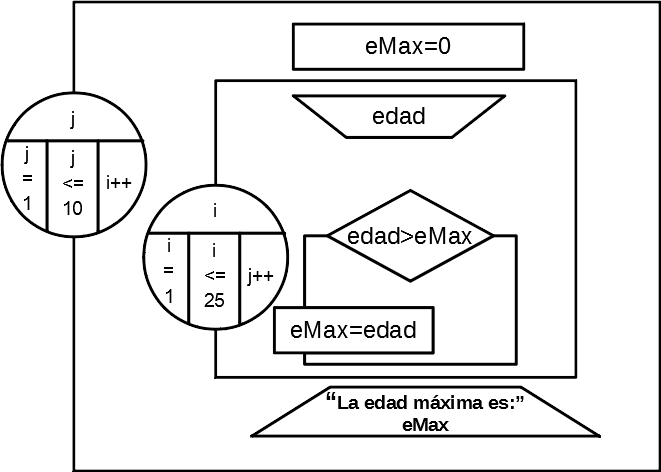 eMax=0
edad
j
j
=
1
j
<=
10
i++
i
i
=
1
i
<=
25
j++
edad>eMax
eMax=edad
“La edad máxima es:”
eMax